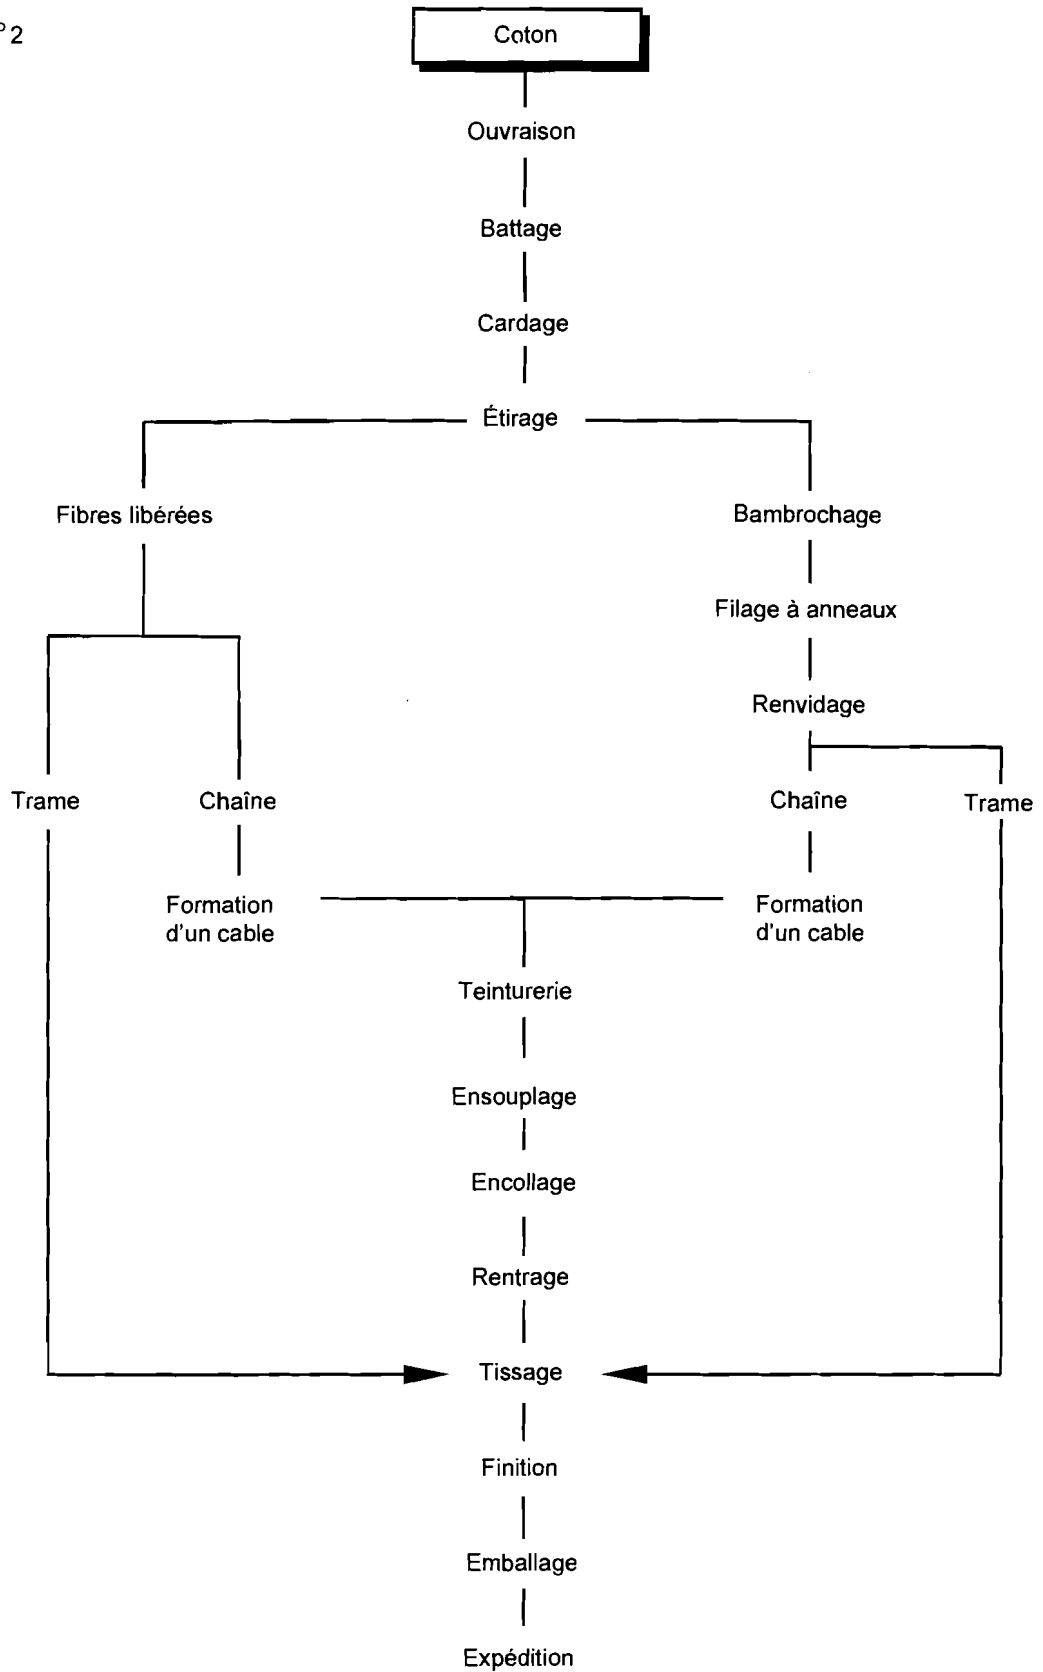 °2
Coton
Ouvraison
Battage
Cardage
Étirage
Fibres libérées
Bambrochage
Filage à anneaux
Renvidage
Trame
Chaîne
Chaîne
Trame
Formation
d'un cable
Formation
d'un cable
Teinturerie
Ensouplage
Encollage
Rentrage
Tissage
Finition
Emballage
Expédition